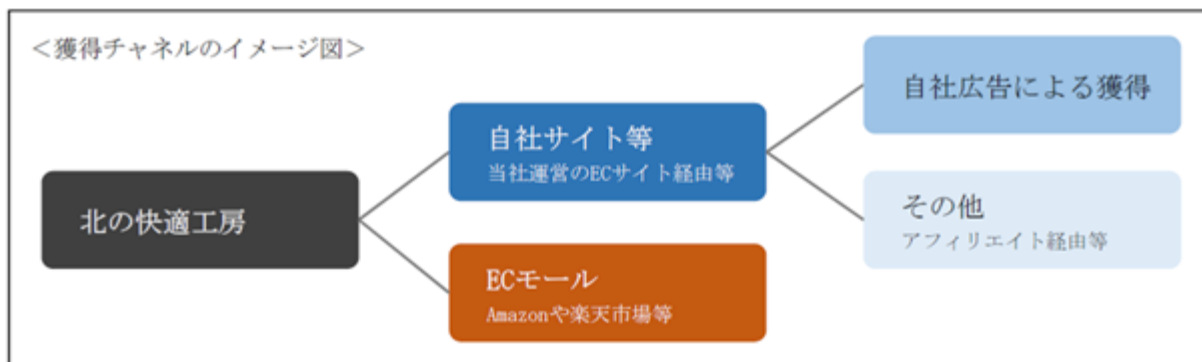 ＜獲得チャネルのイメージ図＞
北の快適工房
自社サイト等
当社運営のECサイト経由等
ECモール
Amazonや楽天市場等
自社広告による獲得
その他
アフィリエイト経由等